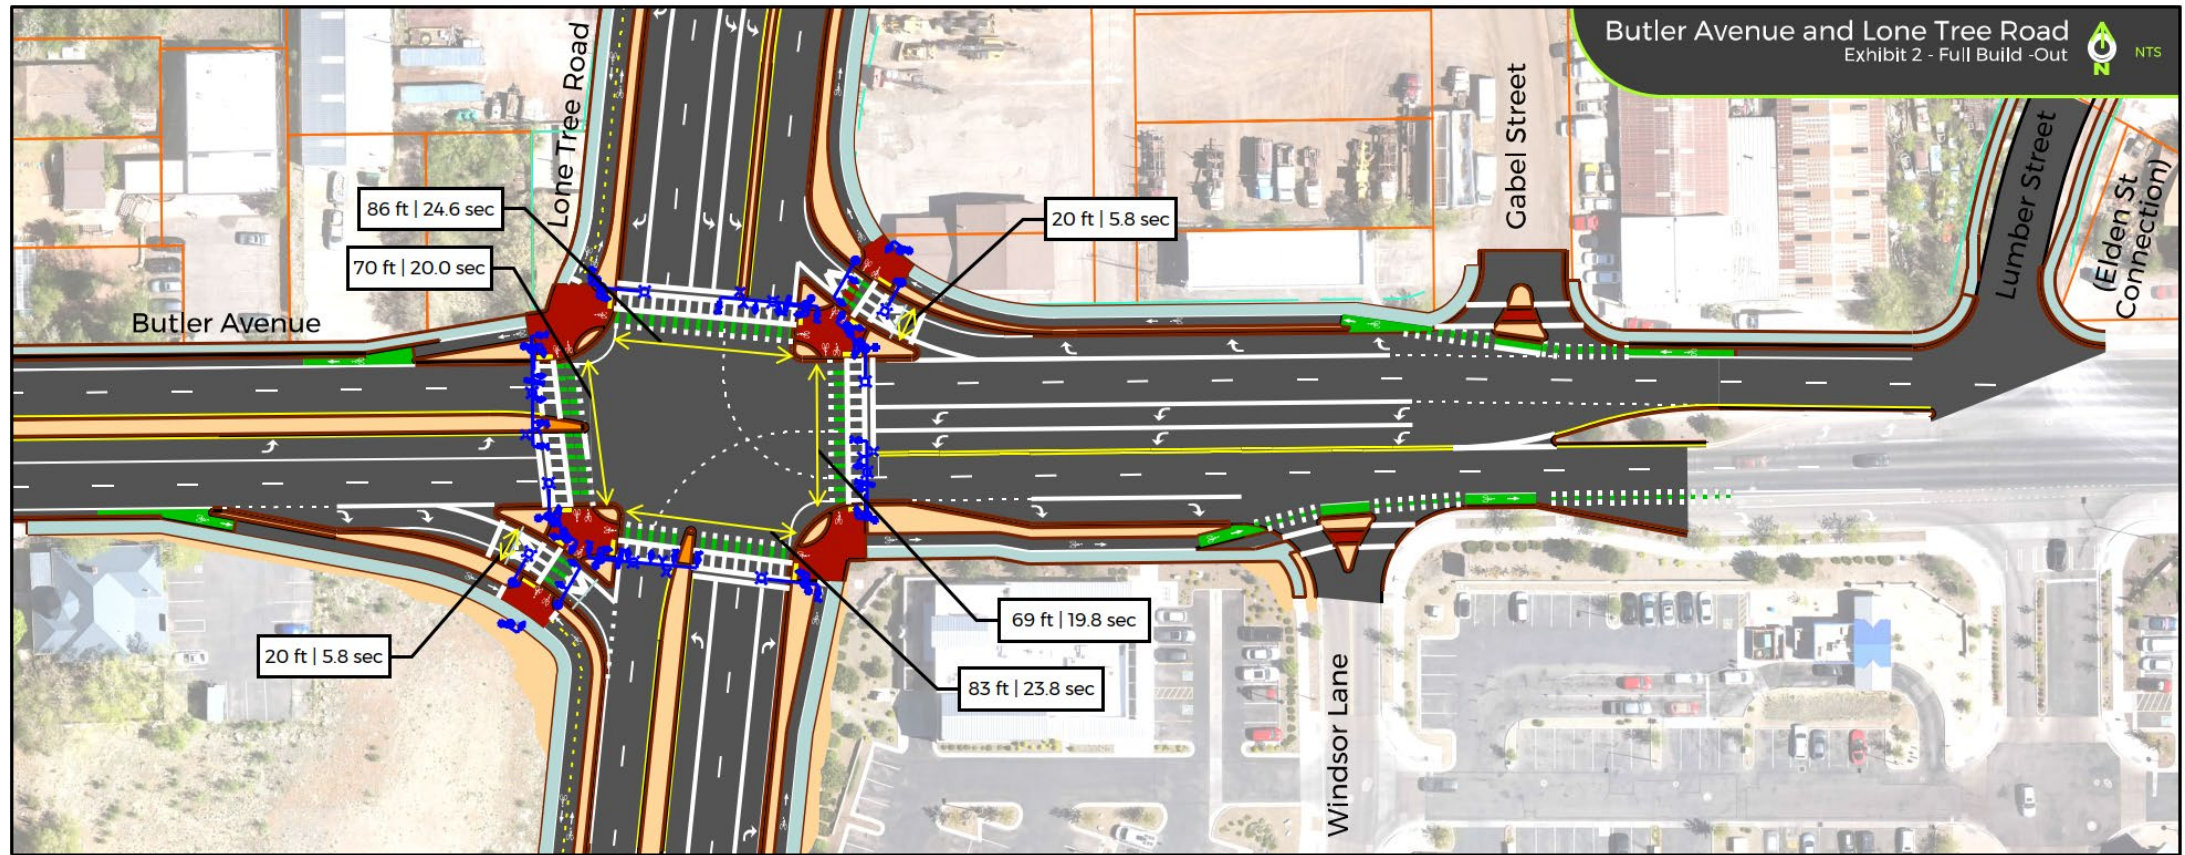 Butler Avenue and Lone Tree Road
Exhibit 2 - Full Build -Out
N
NTS
Lone Tree Road
Gabel Street
Lumber Street
(Elden St
Connection)
86 ft | 24.6 sec
20 ft | 5.8 sec
70 ft | 20.0 sec
Butler Avenue
69 ft | 19.8 sec
20 ft | 5.8 sec
83 ft | 23.8 sec
Windsor Lane